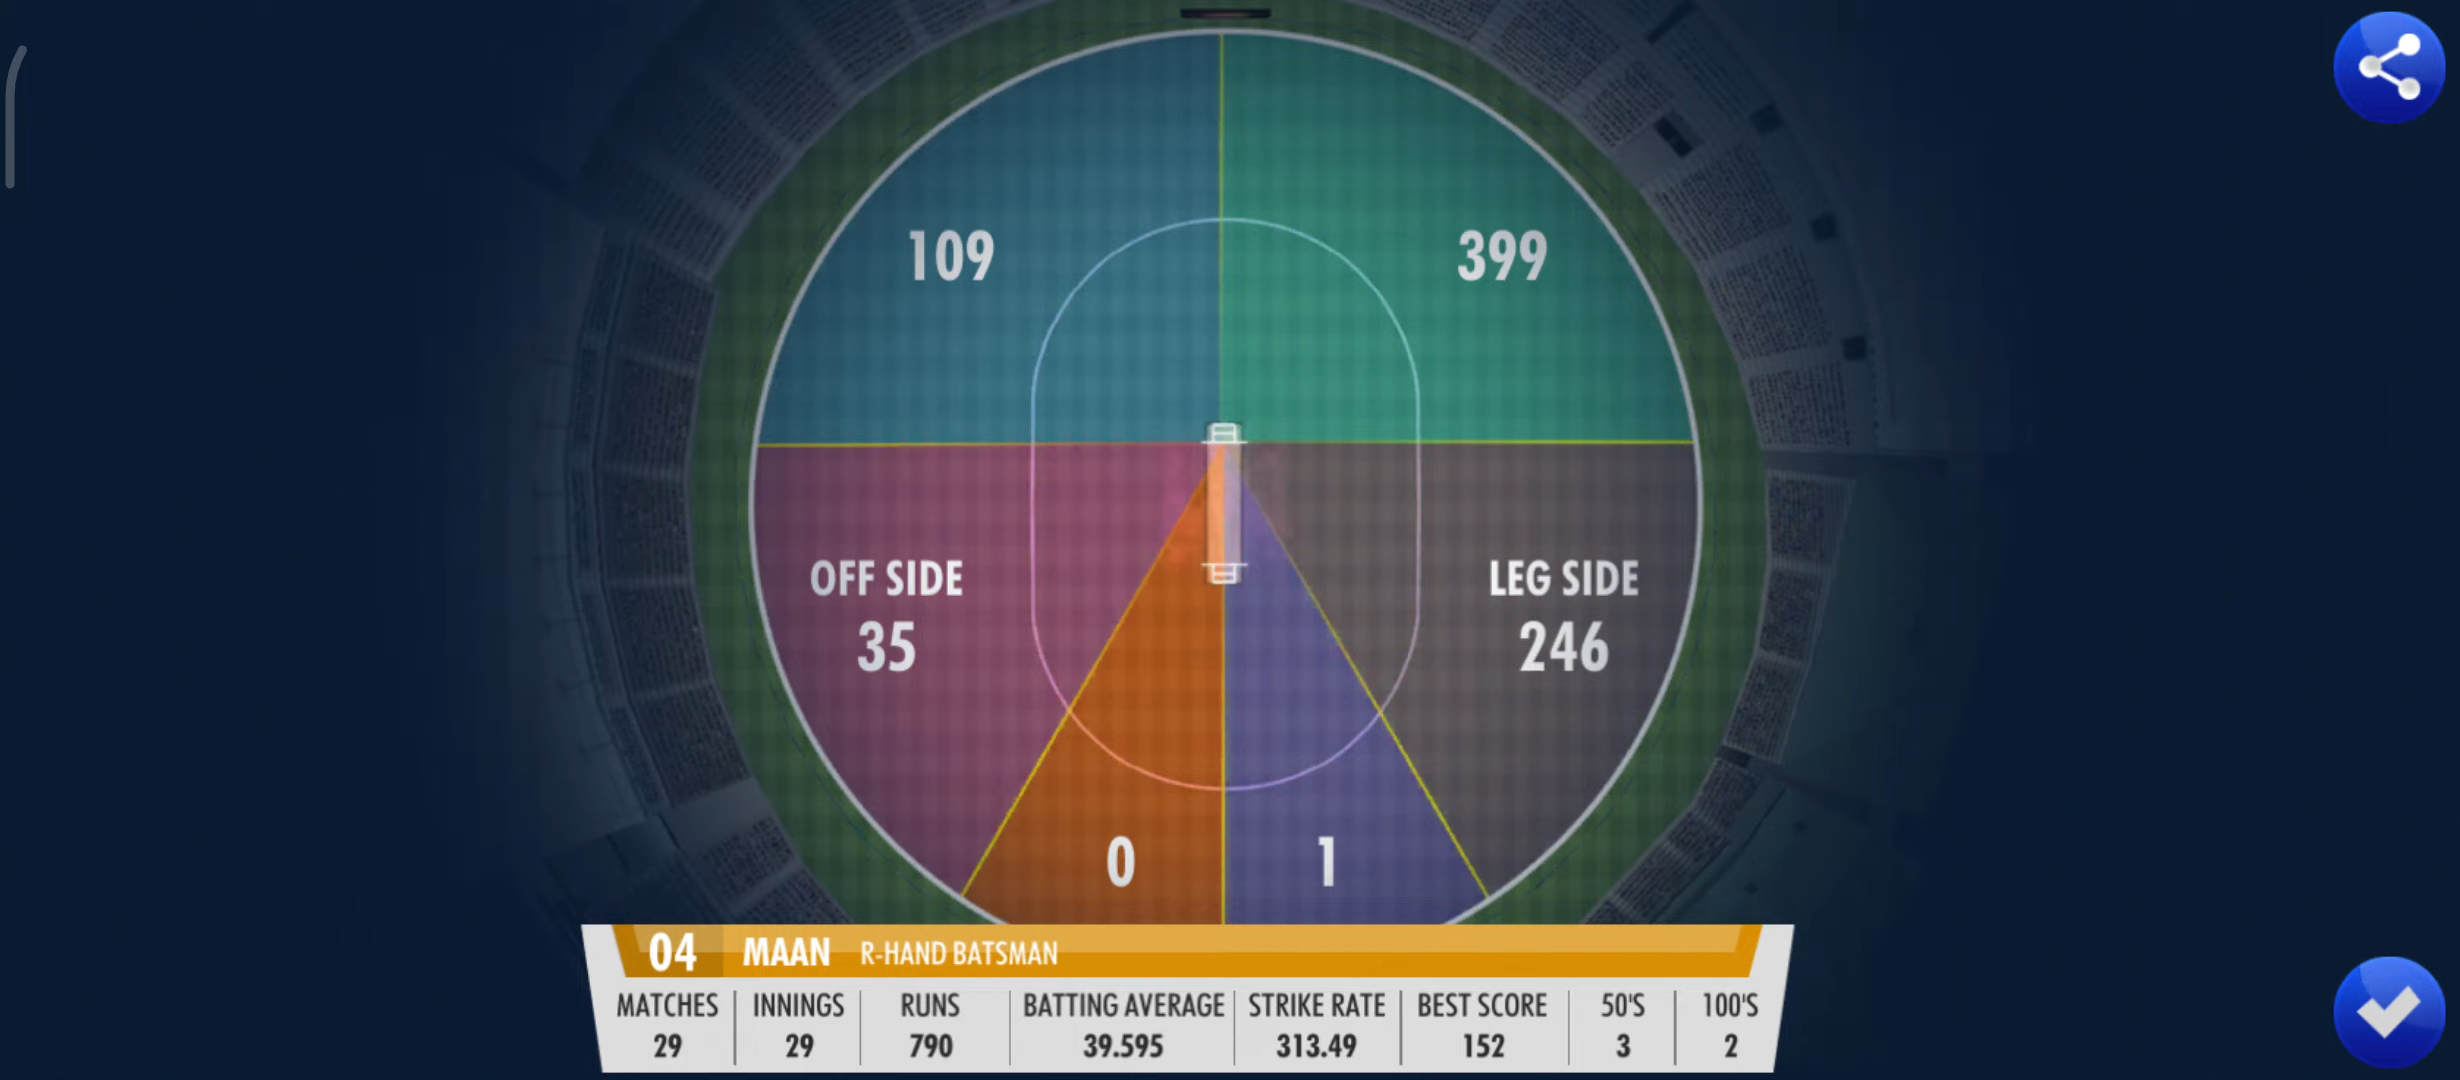 109
399
OFF SIDE
35
LEG SIDE
246
0
1
04 MAAN R-HAND BATSMAN
MATCHES INNINGS RUNS BATTING AVERAGE STRIKE RATE BEST SCORE 50'S 100'S
29 29 790 39.595 313.49 152 3 2